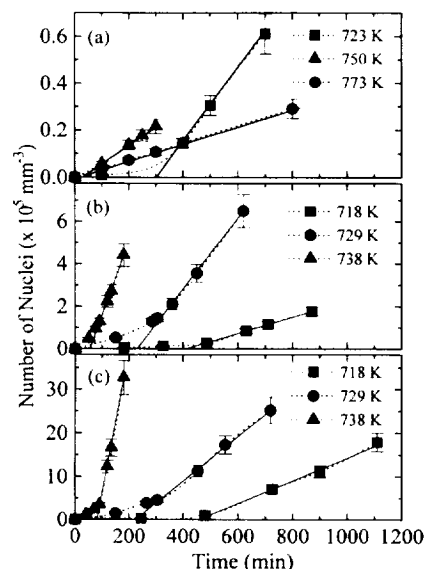 (a)
723 K
750 K
773 K
0.6
0.4
0.2
0.0
(b)
718 K
729 K
738 K
6
4
2
0
(c)
718 K
729 K
738 K
30
20
10
0
0 200 400 600 800 1000 1200
Time (min)
Number of Nuclei (x 10⁵ mm⁻³)